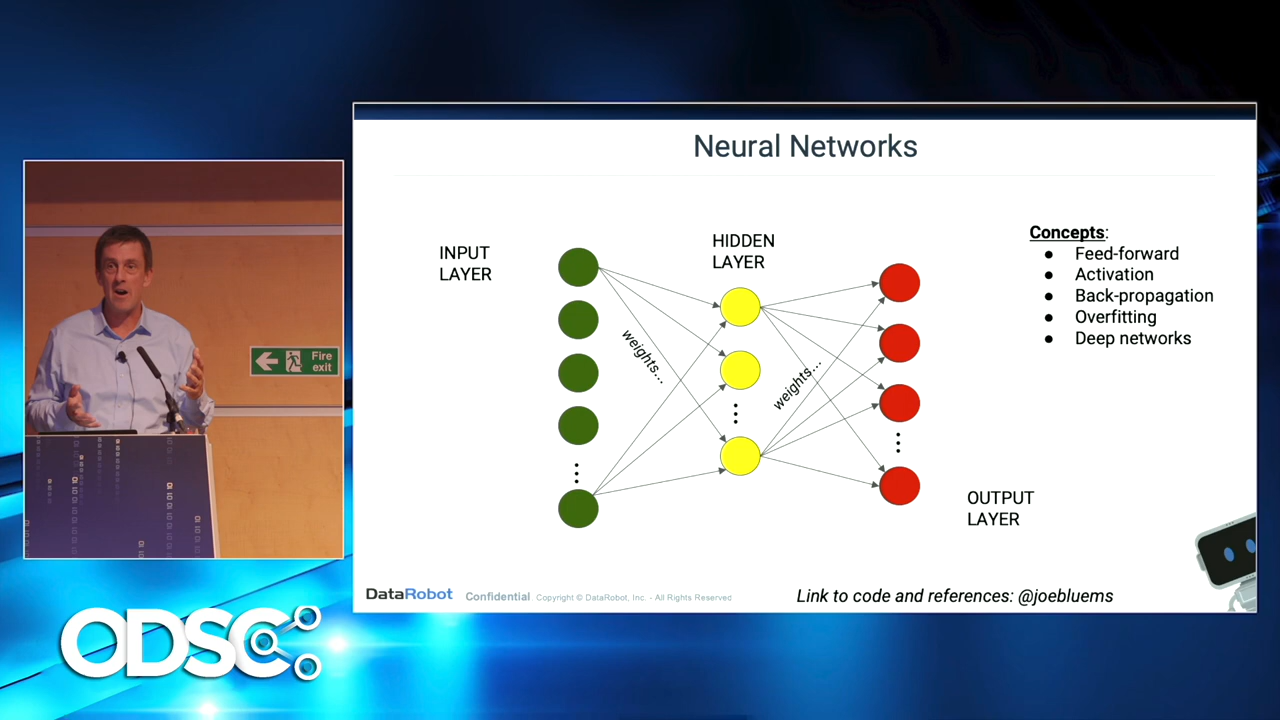 Neural Networks
INPUT
LAYER
HIDDEN
LAYER
Concepts:
● Feed-forward
● Activation
● Back-propagation
● Overfitting
● Deep networks
weights...
weights...
OUTPUT
LAYER
Fire
exit
DataRobot Confidential Copyright © DataRobot, Inc. - All Rights Reserved
Link to code and references: @joebluems
ODSC